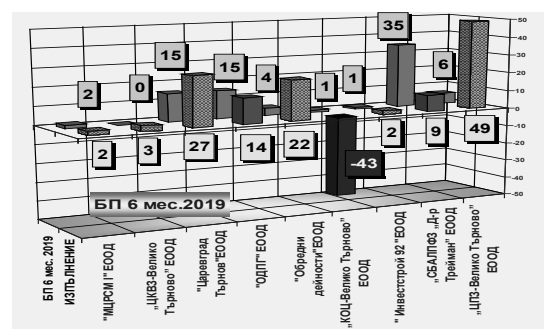 50
40
30
20
10
0
-10
-20
-30
-40
-50
2
0
15
15
4
1
1
35
6
2
3
27
14
22
-43
2
9
49
БП 6 мес.2019
БП 6 мес. 2019
ИЗПЪЛНЕНИЕ
"МЦРСМ I" ЕООД
„ЦКВЗ-Велико
Търново" ЕООД
"Царевград
Търнов"ЕООД
"ОДПГ"ЕООД
"Обредни
дейности"ЕООД
„КОЦ-Велико Търново"
ЕООД
" Инвестстрой 92 "ЕООД
„СБАЛПФЗ „Д-р
Трейман" ЕООД
„ЦПЗ-Велико Търново"
ЕООД